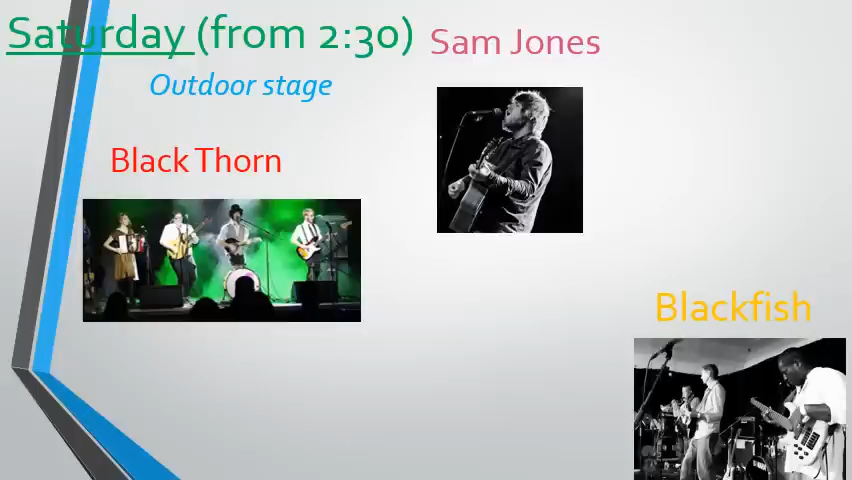 Saturday (from 2:30)
Sam Jones
Outdoor stage
Black Thorn
Blackfish